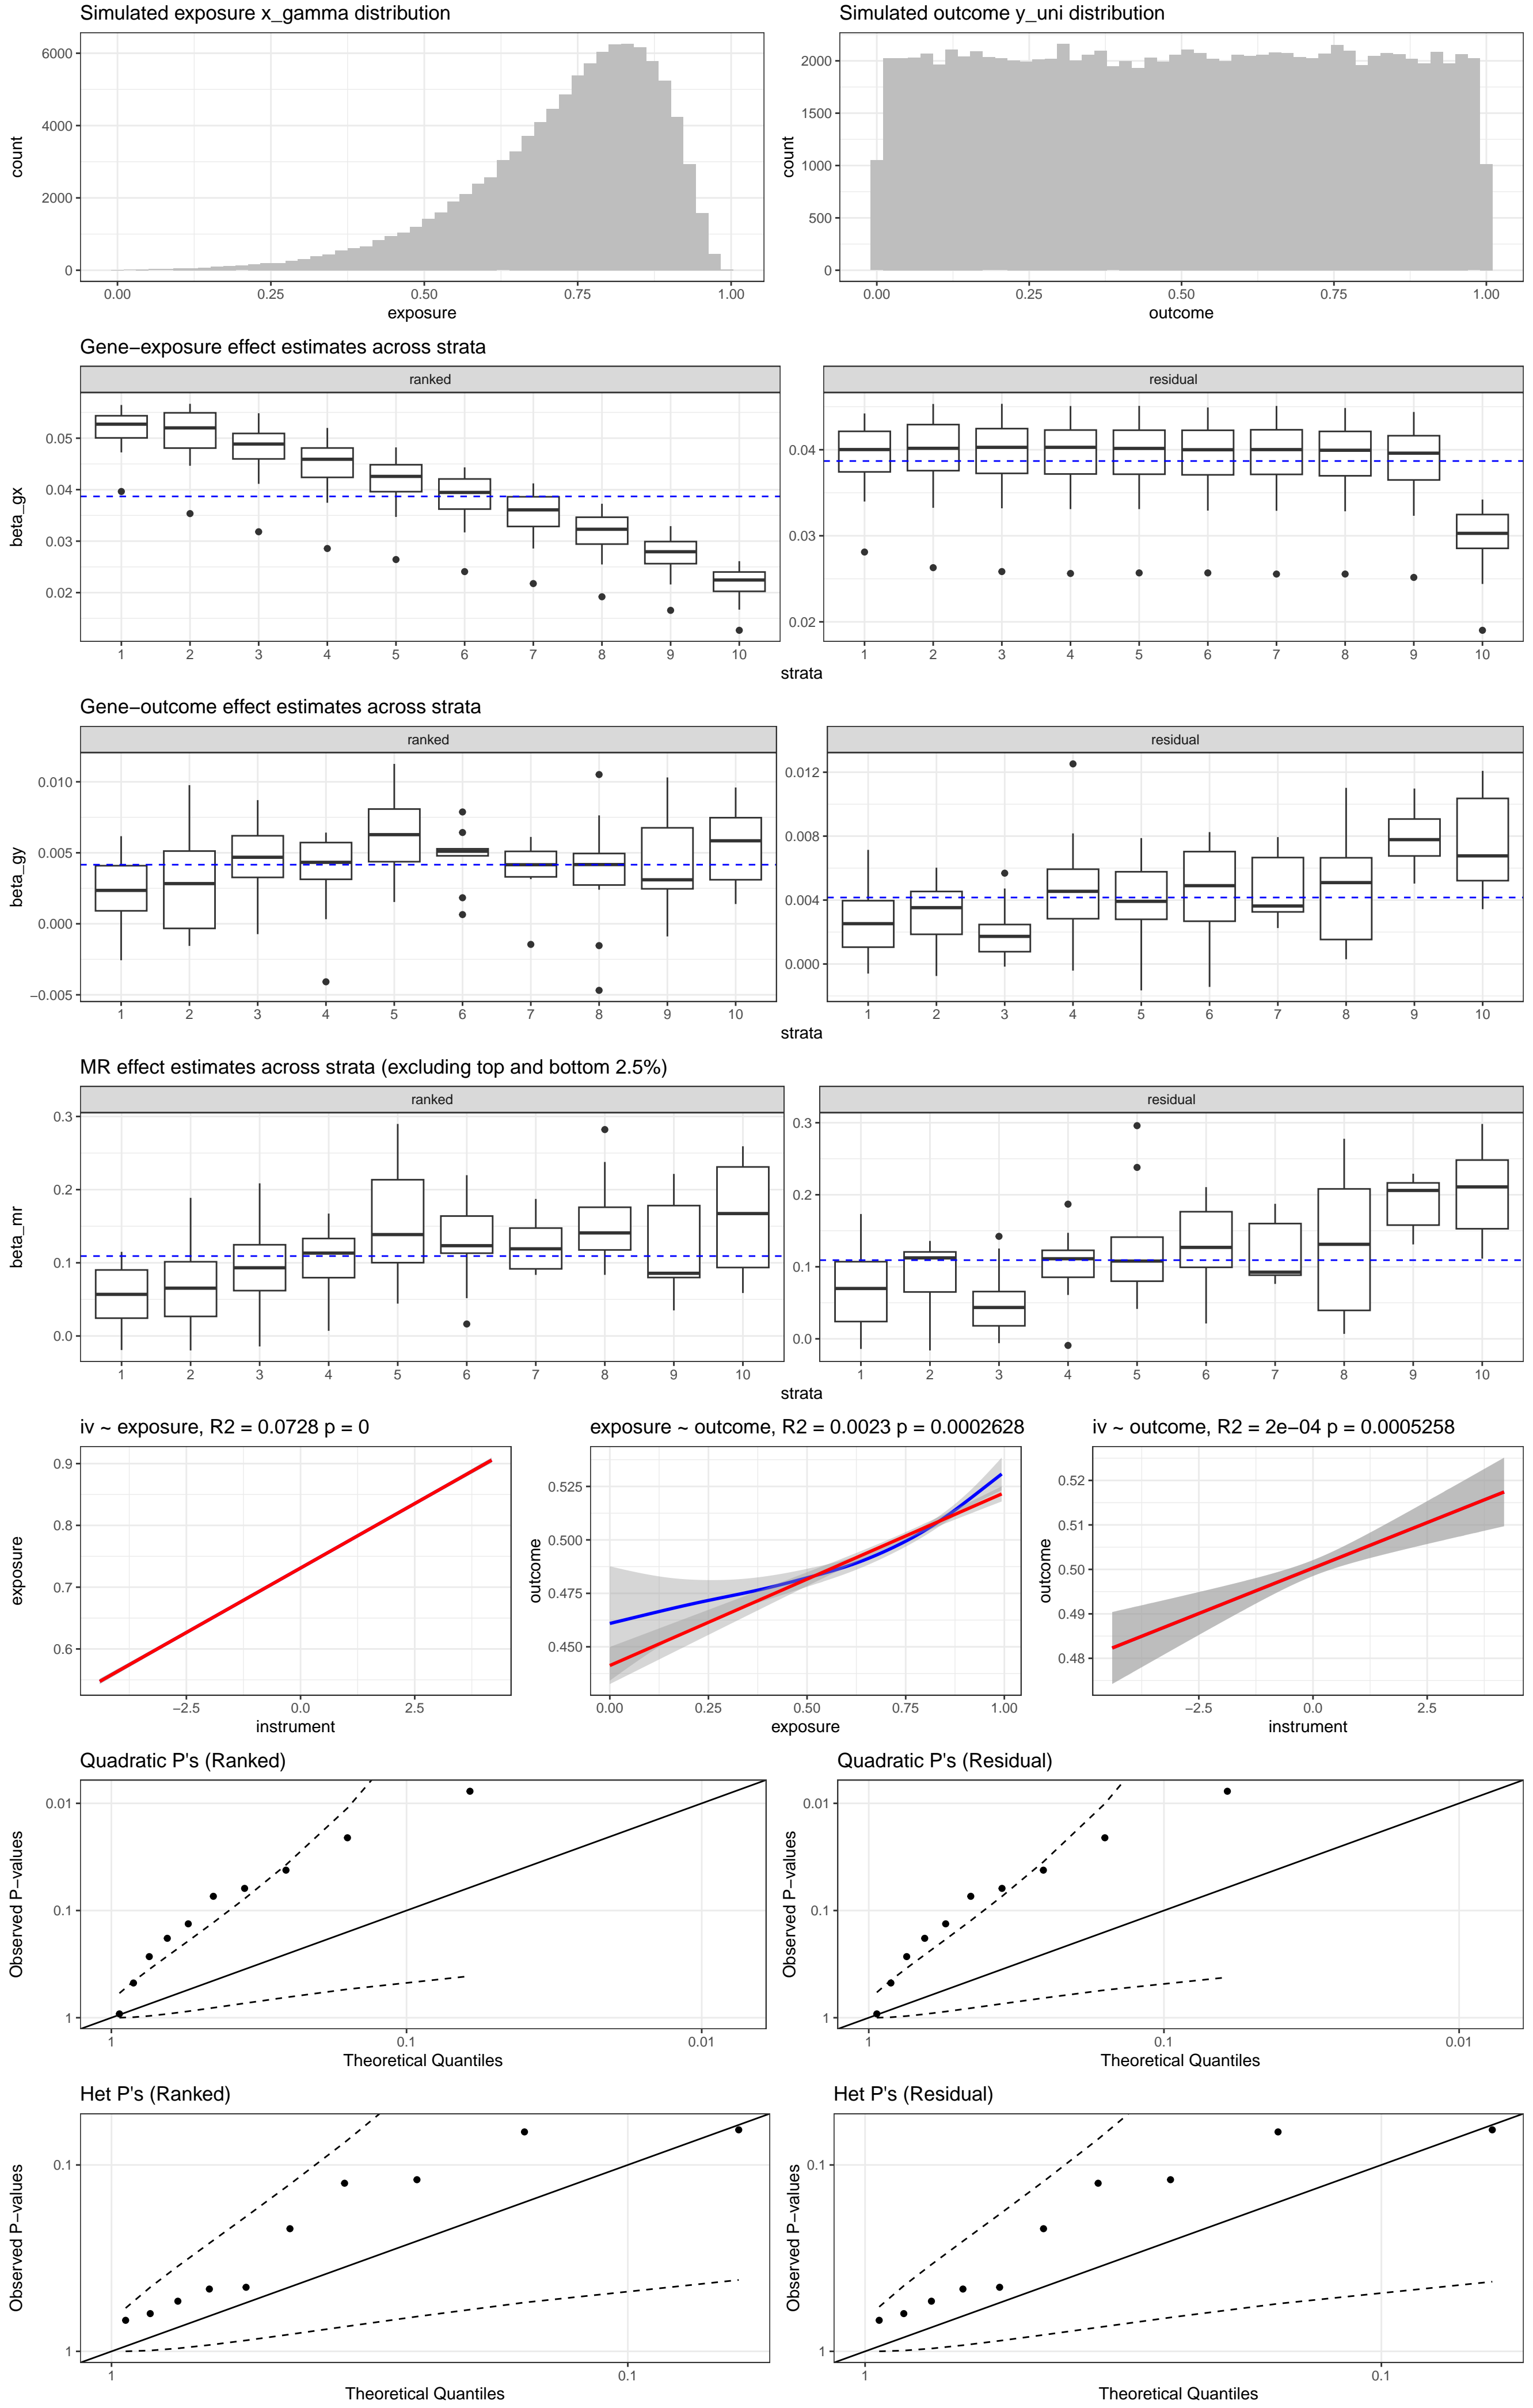 Simulated exposure x_gamma distribution
Simulated outcome y_uni distribution
count
6000
4000
2000
0
0.00 0.25 0.50 0.75 1.00
exposure
count
2000
1500
1000
500
0
0.00 0.25 0.50 0.75 1.00
outcome
Gene−exposure effect estimates across strata
ranked
residual
beta_gx
0.05
0.04
0.03
0.02
1 2 3 4 5 6 7 8 9 10
0.04
0.03
0.02
1 2 3 4 5 6 7 8 9 10
strata
Gene−outcome effect estimates across strata
ranked
residual
beta_gy
0.010
0.005
0.000
−0.005
1 2 3 4 5 6 7 8 9 10
0.012
0.008
0.004
0.000
1 2 3 4 5 6 7 8 9 10
strata
MR effect estimates across strata (excluding top and bottom 2.5%)
ranked
residual
beta_mr
0.3
0.2
0.1
0.0
1 2 3 4 5 6 7 8 9 10
0.3
0.2
0.1
0.0
1 2 3 4 5 6 7 8 9 10
strata
iv ~ exposure, R2 = 0.0728 p = 0
exposure
0.9
0.8
0.7
0.6
−2.5 0.0 2.5
instrument
exposure ~ outcome, R2 = 0.0023 p = 0.0002628
outcome
0.525
0.500
0.475
0.450
0.00 0.25 0.50 0.75 1.00
exposure
iv ~ outcome, R2 = 2e−04 p = 0.0005258
outcome
0.52
0.51
0.50
0.49
0.48
−2.5 0.0 2.5
instrument
Quadratic P's (Ranked)
Observed P−values
0.01
0.1
1
1 0.1 0.01
Theoretical Quantiles
Quadratic P's (Residual)
Observed P−values
0.01
0.1
1
1 0.1 0.01
Theoretical Quantiles
Het P's (Ranked)
Observed P−values
0.1
1
1 0.1
Theoretical Quantiles
Het P's (Residual)
Observed P−values
0.1
1
1 0.1
Theoretical Quantiles